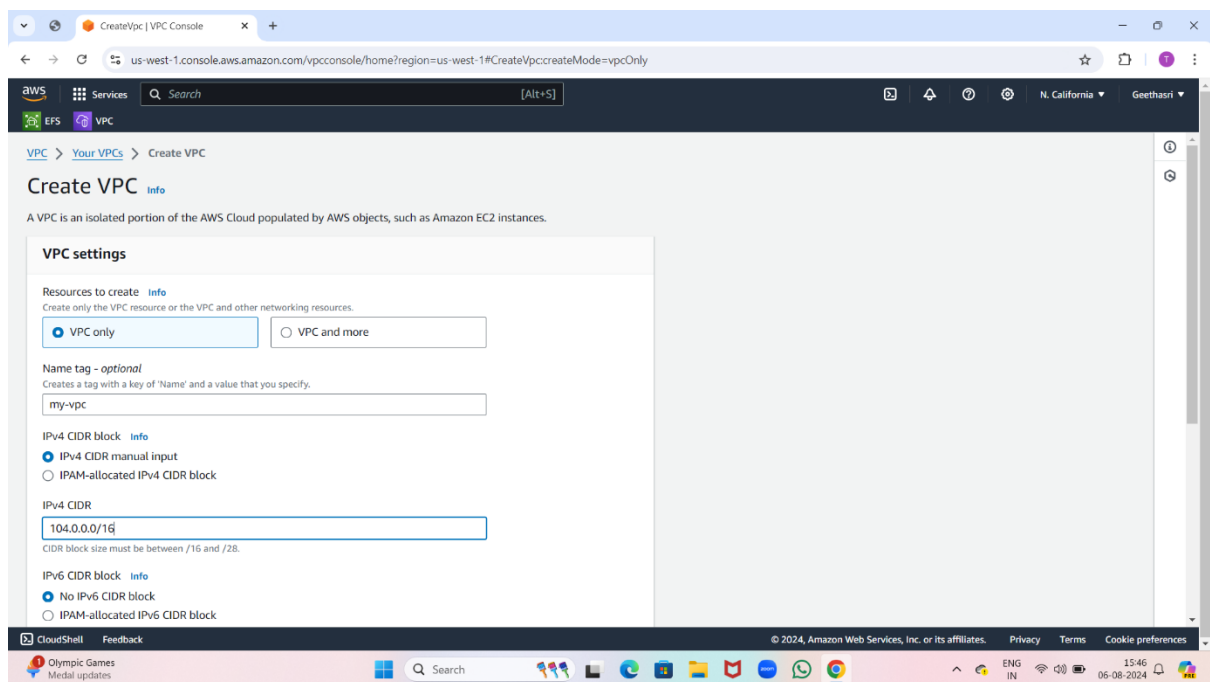 CreateVpc | VPC Console
us-west-1.console.aws.amazon.com/vpcconsole/home?region=us-west-1#CreateVpc:createMode=vpcOnly
T
aws Services Search [Alt+S] N. California Geethasri
EFS VPC
VPC > Your VPCs > Create VPC
Create VPC Info
A VPC is an isolated portion of the AWS Cloud populated by AWS objects, such as Amazon EC2 instances.
VPC settings
Resources to create Info
Create only the VPC resource or the VPC and other networking resources.
VPC only VPC and more
Name tag - optional
Creates a tag with a key of 'Name' and a value that you specify.
my-vpc
IPv4 CIDR block Info
IPv4 CIDR manual input
IPAM-allocated IPv4 CIDR block
IPv4 CIDR
104.0.0.0/16
CIDR block size must be between /16 and /28.
IPv6 CIDR block Info
No IPv6 CIDR block
IPAM-allocated IPv6 CIDR block
CloudShell Feedback © 2024, Amazon Web Services, Inc. or its affiliates. Privacy Terms Cookie preferences
1 Olympic Games Search ENG 15:46
Medal updates IN 06-08-2024